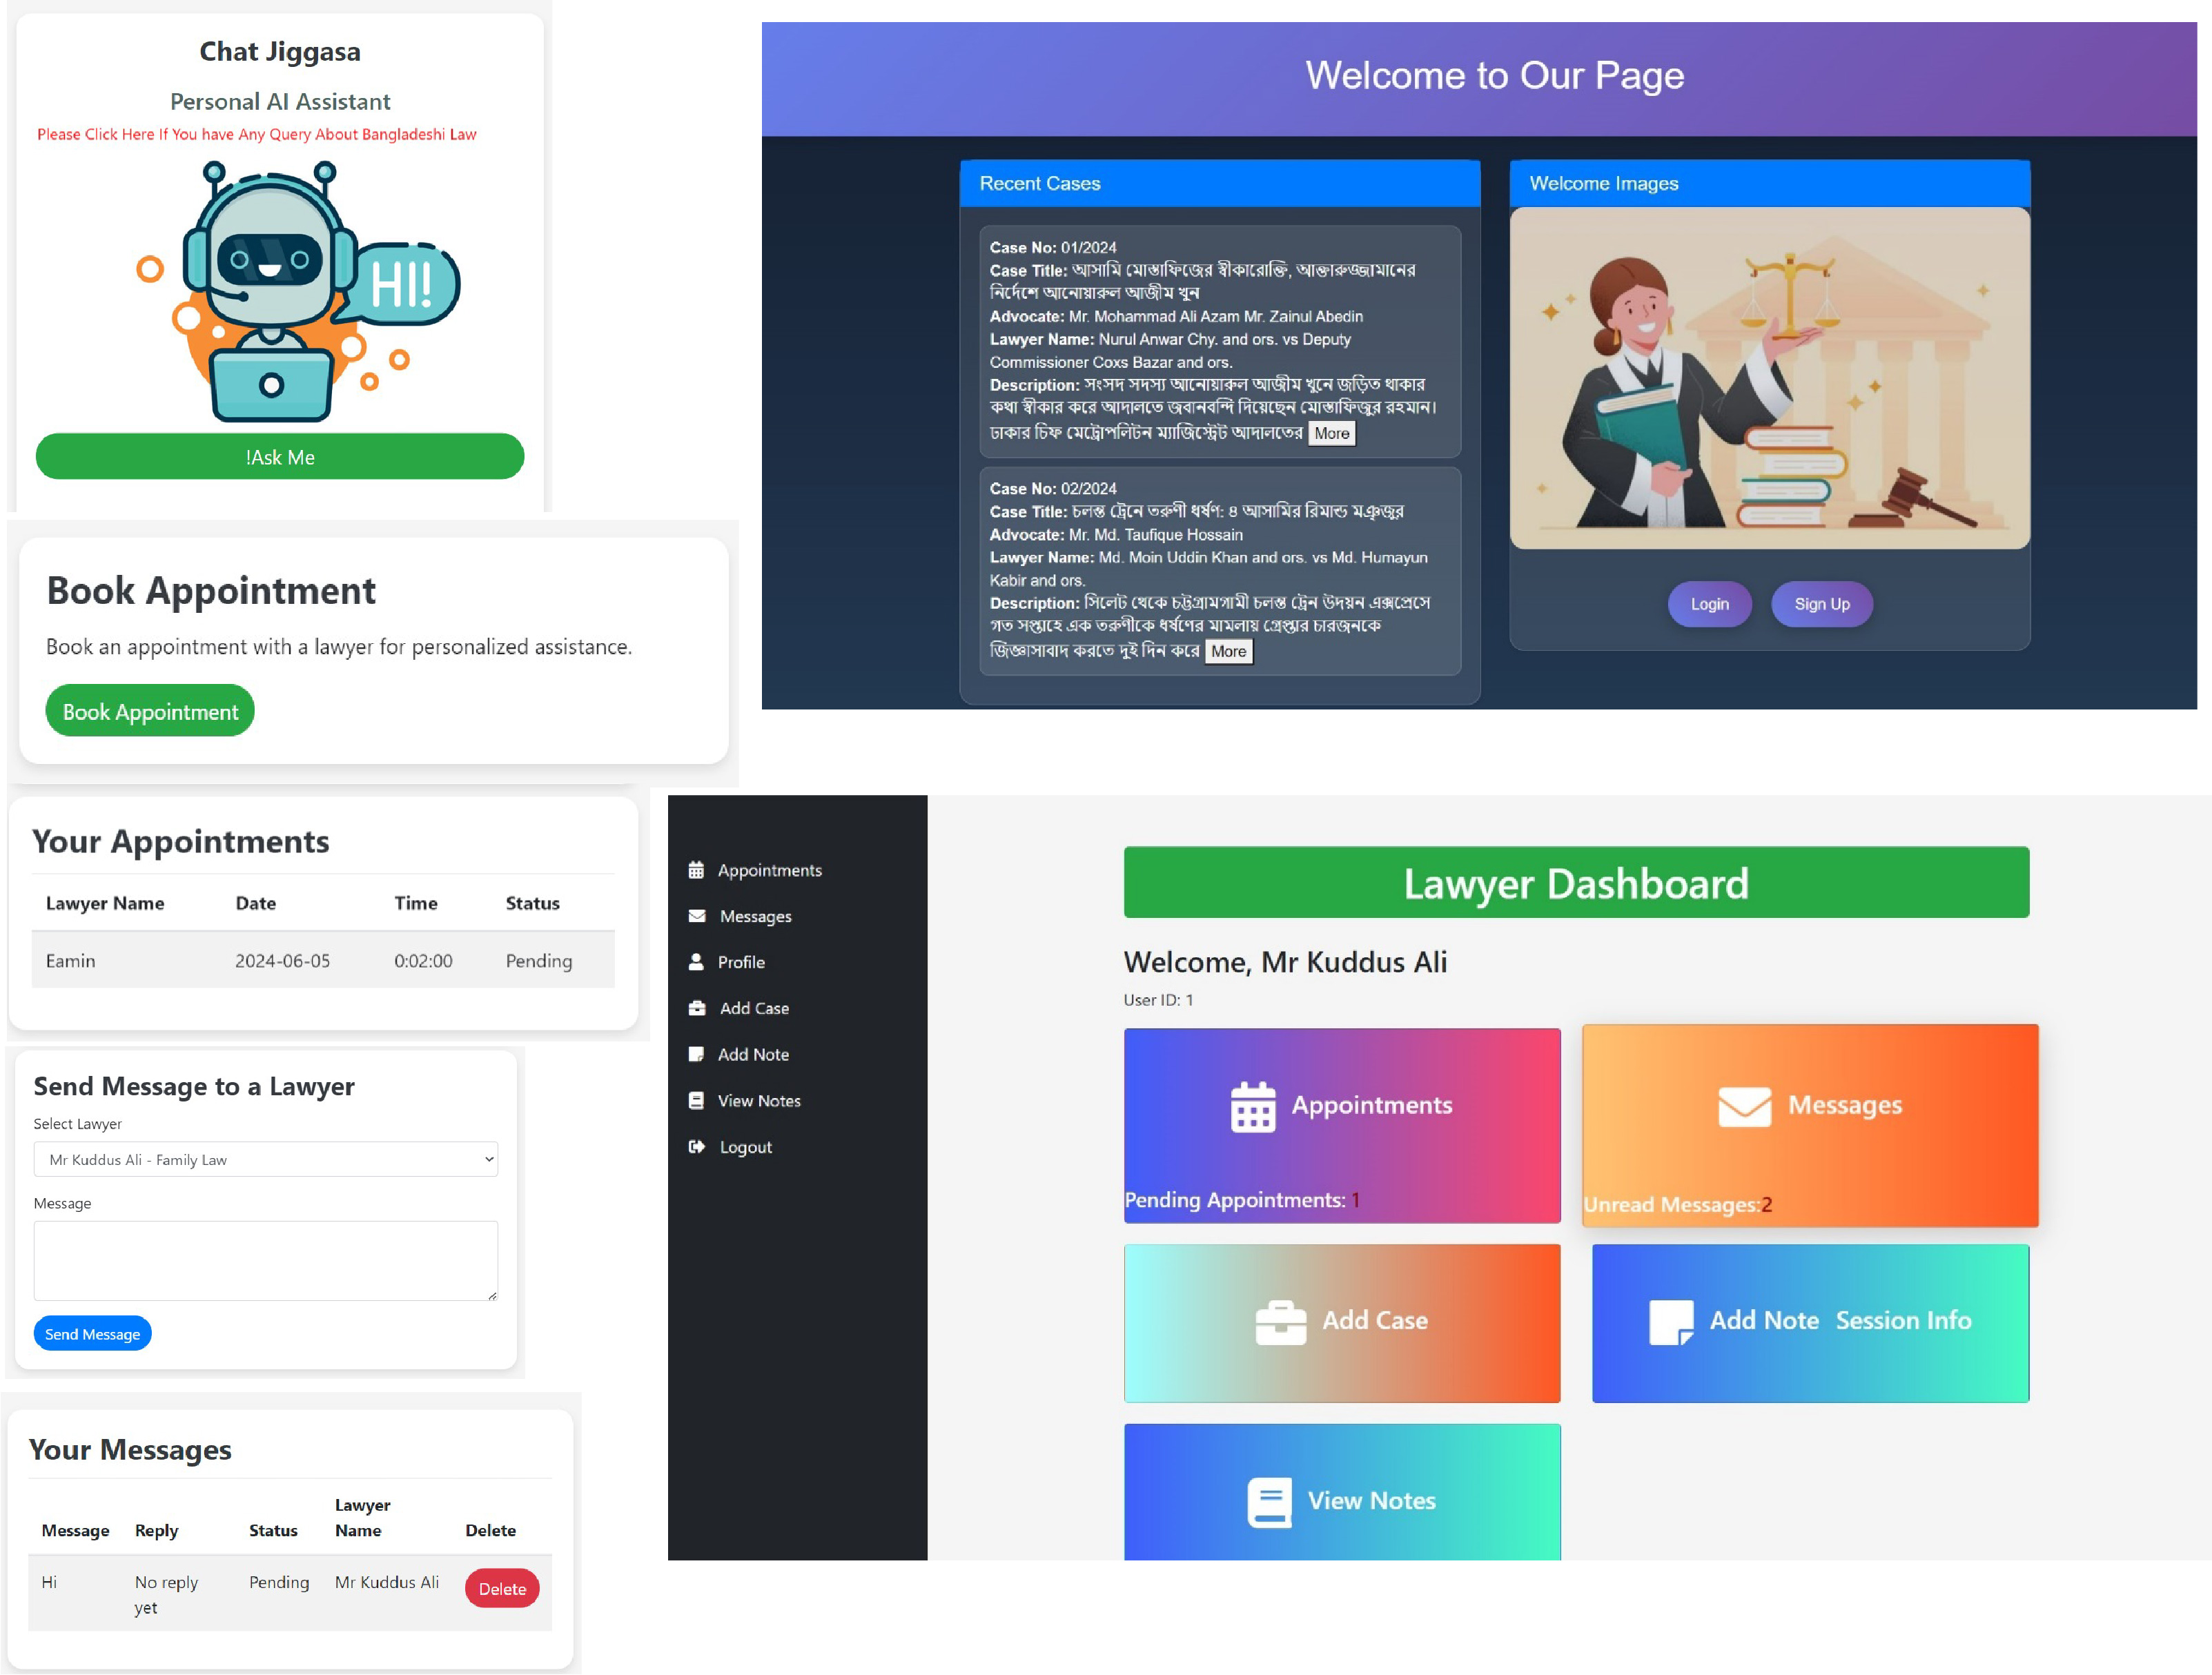 Chat Jiggasa
Personal AI Assistant
Please Click Here If You have Any Query About Bangladeshi Law
HI!
!Ask Me
Book Appointment
Book an appointment with a lawyer for personalized assistance.
Book Appointment
Your Appointments
Lawyer Name Date Time Status
Eamin 2024-06-05 0:02:00 Pending
Send Message to a Lawyer
Select Lawyer
Mr Kuddus Ali - Family Law
Message
Send Message
Your Messages
Message Reply Status Lawyer Name Delete
Hi No reply yet Pending Mr Kuddus Ali Delete
Welcome to Our Page
Recent Cases
Case No: 01/2024
Case Title: আসামি মোস্তাফিজের স্বীকারোক্তি, আক্তারুজ্জামানের
নির্দেশে আনোয়ারুল আজীম খুন
Advocate: Mr. Mohammad Ali Azam Mr. Zainul Abedin
Lawyer Name: Nurul Anwar Chy. and ors. vs Deputy
Commissioner Coxs Bazar and ors.
Description: সংসদ সদস্য আনোয়ারুল আজীম খুনে জড়িত থাকার
কথা স্বীকার করে আদালতে জবানবন্দি দিয়েছেন মোস্তাফিজুর রহমান।
ঢাকার চিফ মেট্রোপলিটন ম্যাজিস্ট্রেট আদালতের More
Case No: 02/2024
Case Title: চলন্ত ট্রেনে তরুণী ধর্ষণ: ৪ আসামির রিমান্ড মঞ্জুর
Advocate: Mr. Md. Taufique Hossain
Lawyer Name: Md. Moin Uddin Khan and ors. vs Md. Humayun
Kabir and ors.
Description: সিলেট থেকে চট্টগ্রামগামী চলন্ত ট্রেন উদয়ন এক্সপ্রেসে
গত সপ্তাহে এক তরুণীকে ধর্ষণের মামলায় গ্রেপ্তার চারজনকে
জিজ্ঞাসাবাদ করতে দুই দিন করে More
Welcome Images
Login Sign Up
Appointments
Messages
Profile
Add Case
Add Note
View Notes
Logout
Lawyer Dashboard
Welcome, Mr Kuddus Ali
User ID: 1
Appointments
Pending Appointments: 1
Messages
Unread Messages:2
Add Case
Add Note Session Info
View Notes